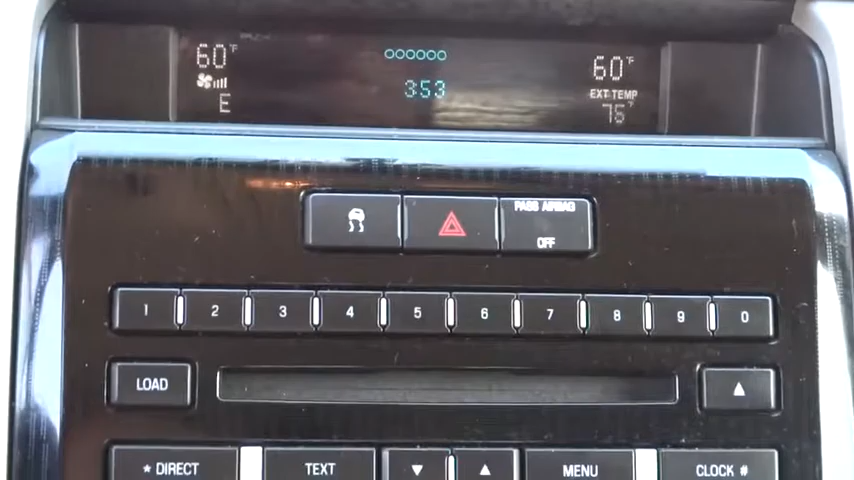 60°F 60°F
353
EXT TEMP
E 75°F
PASS AIRBAG
OFF
1 2 3 4 5 6 7 8 9 0
LOAD
* DIRECT TEXT MENU CLOCK #